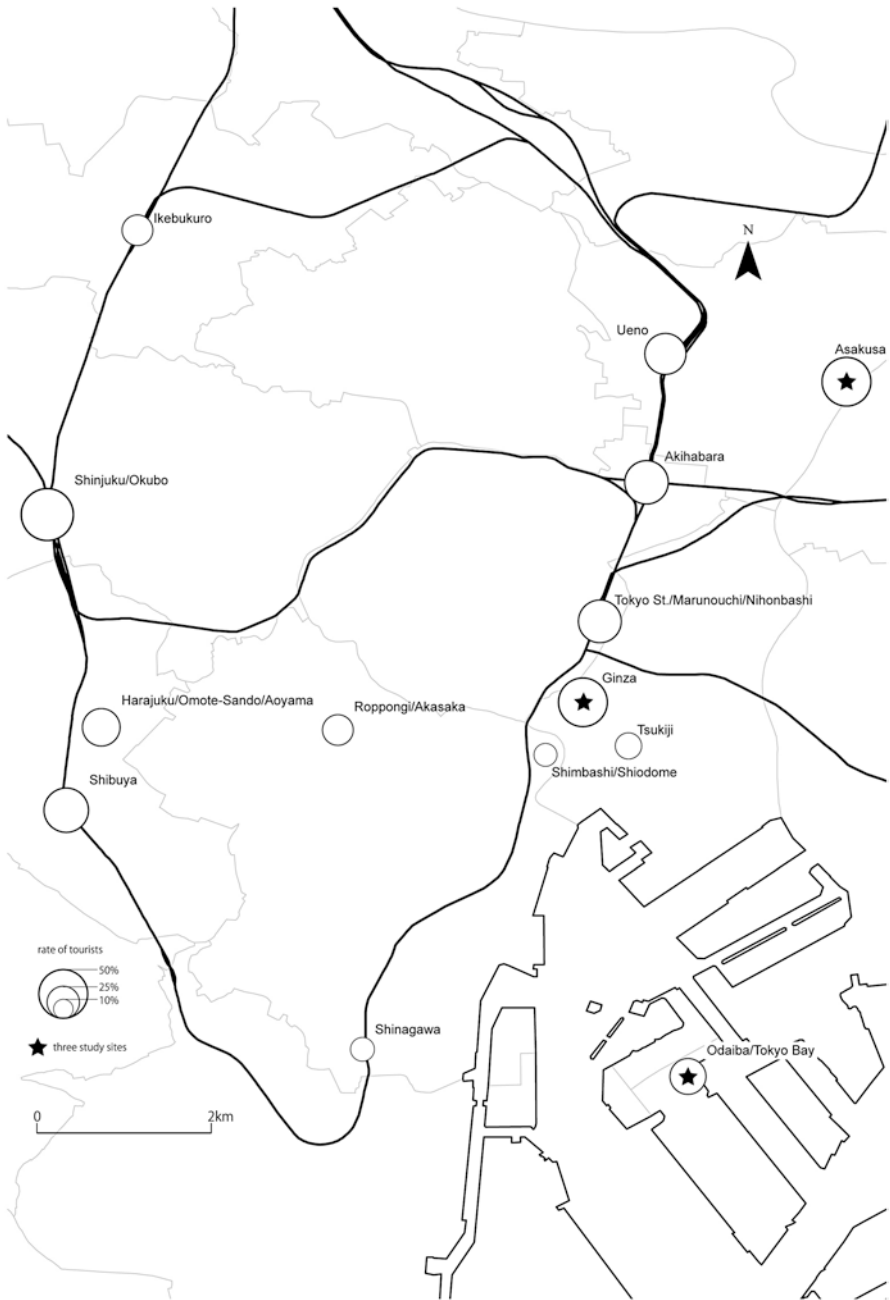 Ikebukuro
N
Ueno
Asakusa
Akihabara
Shinjuku/Okubo
Tokyo St./Marunouchi/Nihonbashi
Ginza
Harajuku/Omote-Sando/Aoyama
Roppongi/Akasaka
Tsukiji
Shimbashi/Shiodome
Shibuya
rate of tourists
50%
25%
10%
three study sites
Shinagawa
Odaiba/Tokyo Bay
0
2km